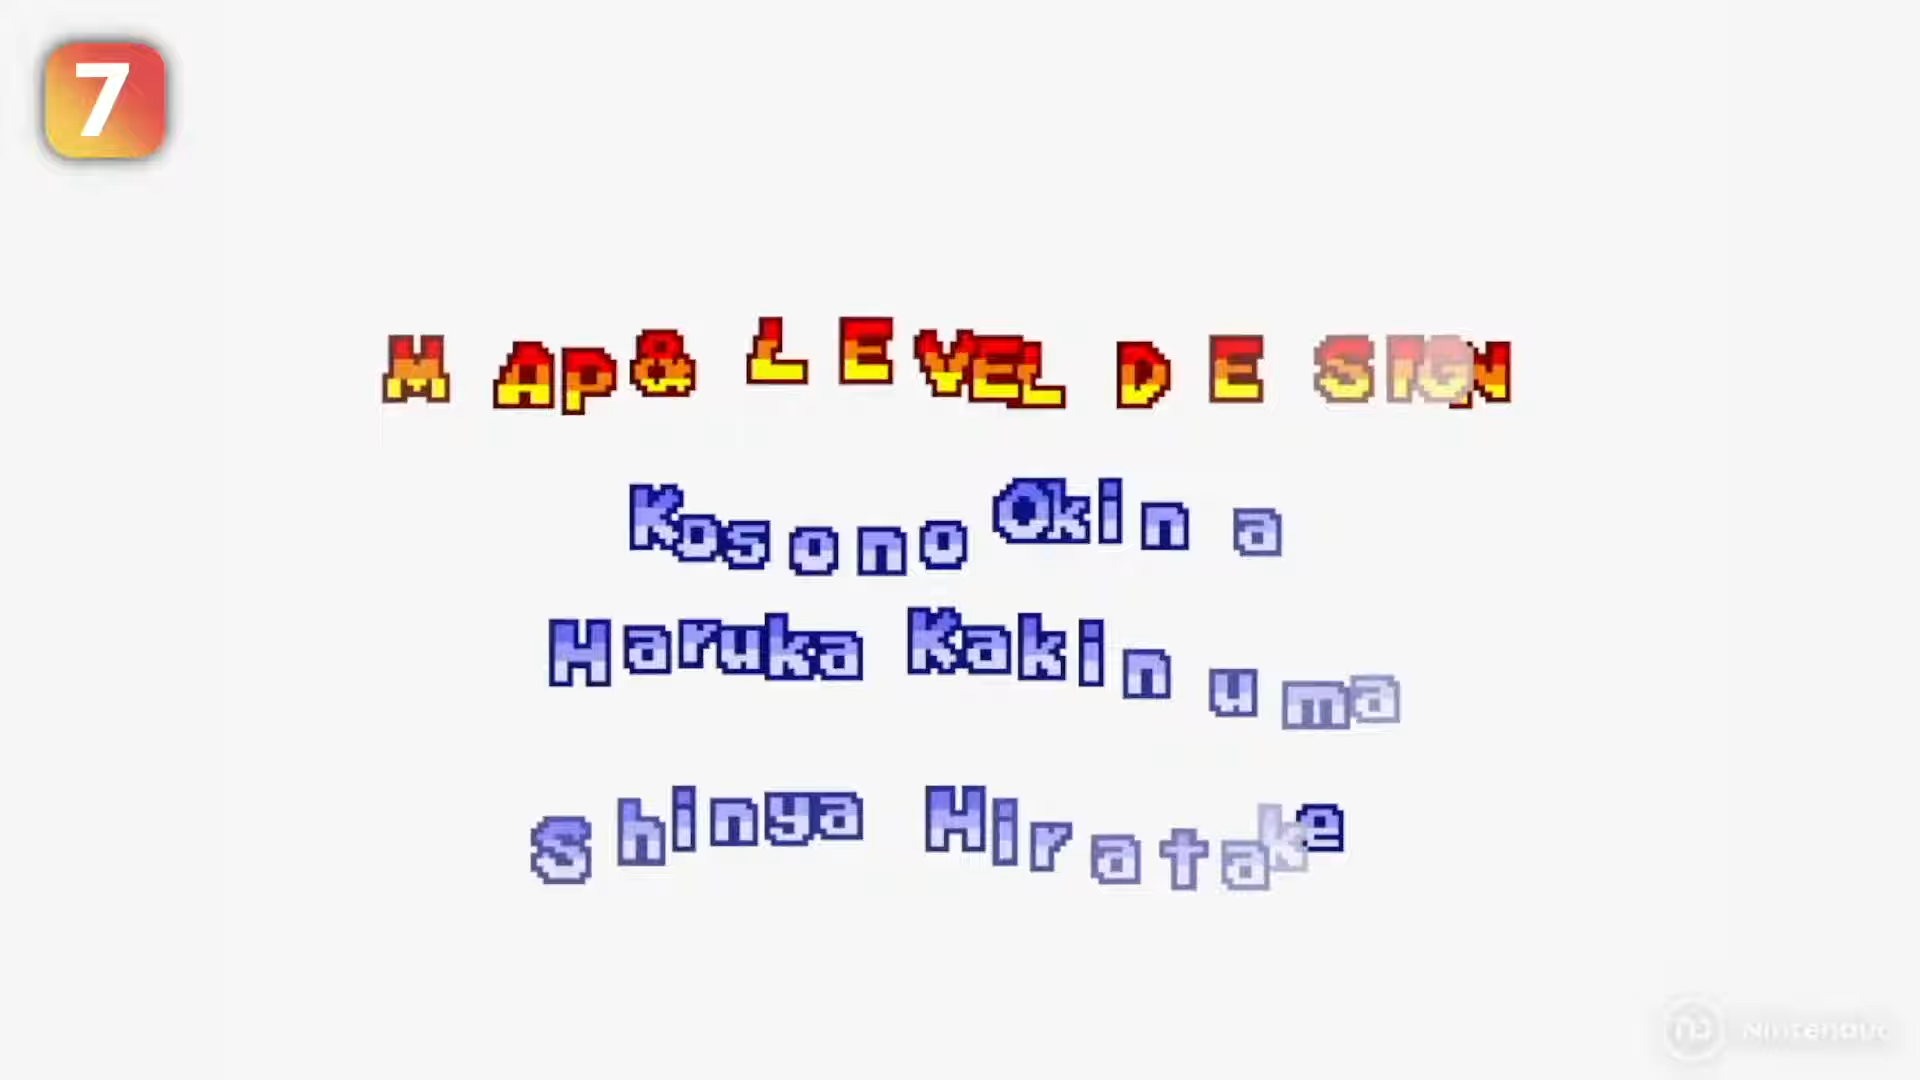 7
MAP & LEVEL DESIGN
Kosono Okina
Haruka Kakinuma
Shinya Hiratake